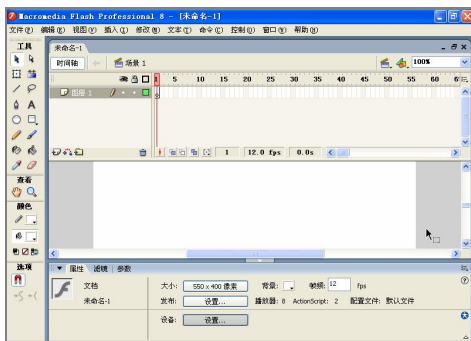 Macromedia Flash Professional 8 - [未命名-1]
文件(F) 编辑(E) 视图(V) 插入(I) 修改(M) 文本(T) 命令(C) 控制(O) 窗口(W) 帮助(H)
工具
未命名-1
时间轴 场景 1 100%
1 5 10 15 20 25 30 35 40 45 50 55 60 65
图层 1
1 12.0 fps 0.0s
查看
颜色
选项
属性 滤镜 参数
文档 大小: 550 x 400 像素 背景: 帧频: 12 fps
未命名-1 发布: 设置... 播放器: 8 ActionScript: 2 配置文件: 默认文件
设备: 设置...